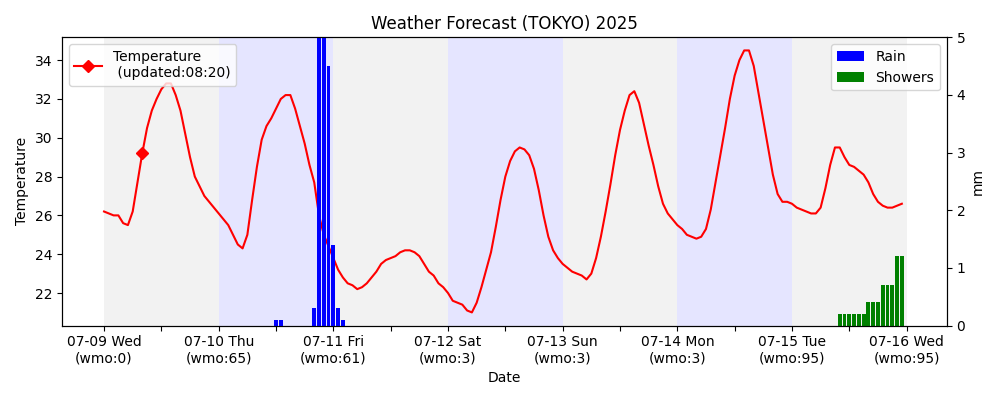 Weather Forecast (TOKYO) 2025
Temperature
(updated:08:20)
Rain
Showers
34
32
30
28
26
24
22
Temperature
5
4
3
2
1
0
mm
07-09 Wed
(wmo:0)
07-10 Thu
(wmo:65)
07-11 Fri
(wmo:61)
07-12 Sat
(wmo:3)
07-13 Sun
(wmo:3)
07-14 Mon
(wmo:3)
07-15 Tue
(wmo:95)
07-16 Wed
(wmo:95)
Date